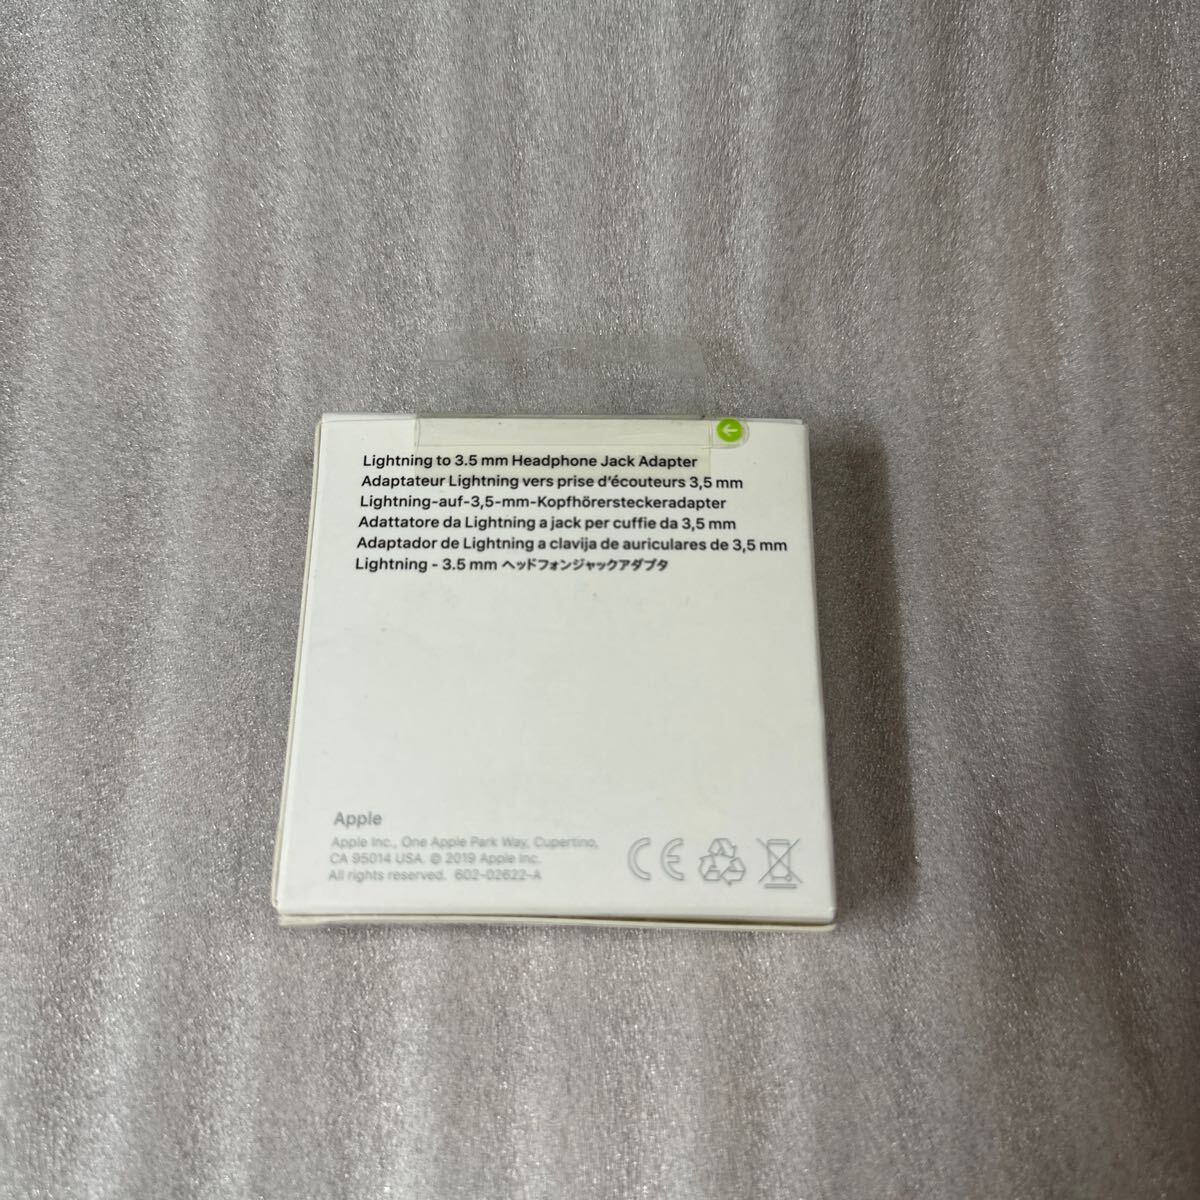 Lightning to 3.5 mm Headphone Jack Adapter
Adaptateur Lightning vers prise d'écouteurs 3,5 mm
Lightning-auf-3,5-mm-Kopfhörersteckeradapter
Adattatore da Lightning a jack per cuffie da 3,5 mm
Adaptador de Lightning a clavija de auriculares de 3,5 mm
Lightning - 3.5 mm ヘッドフォンジャックアダプタ
Apple
Apple Inc., One Apple Park Way, Cupertino,
CA 95014 USA. © 2019 Apple Inc.
All rights reserved. 602-02622-A
CE